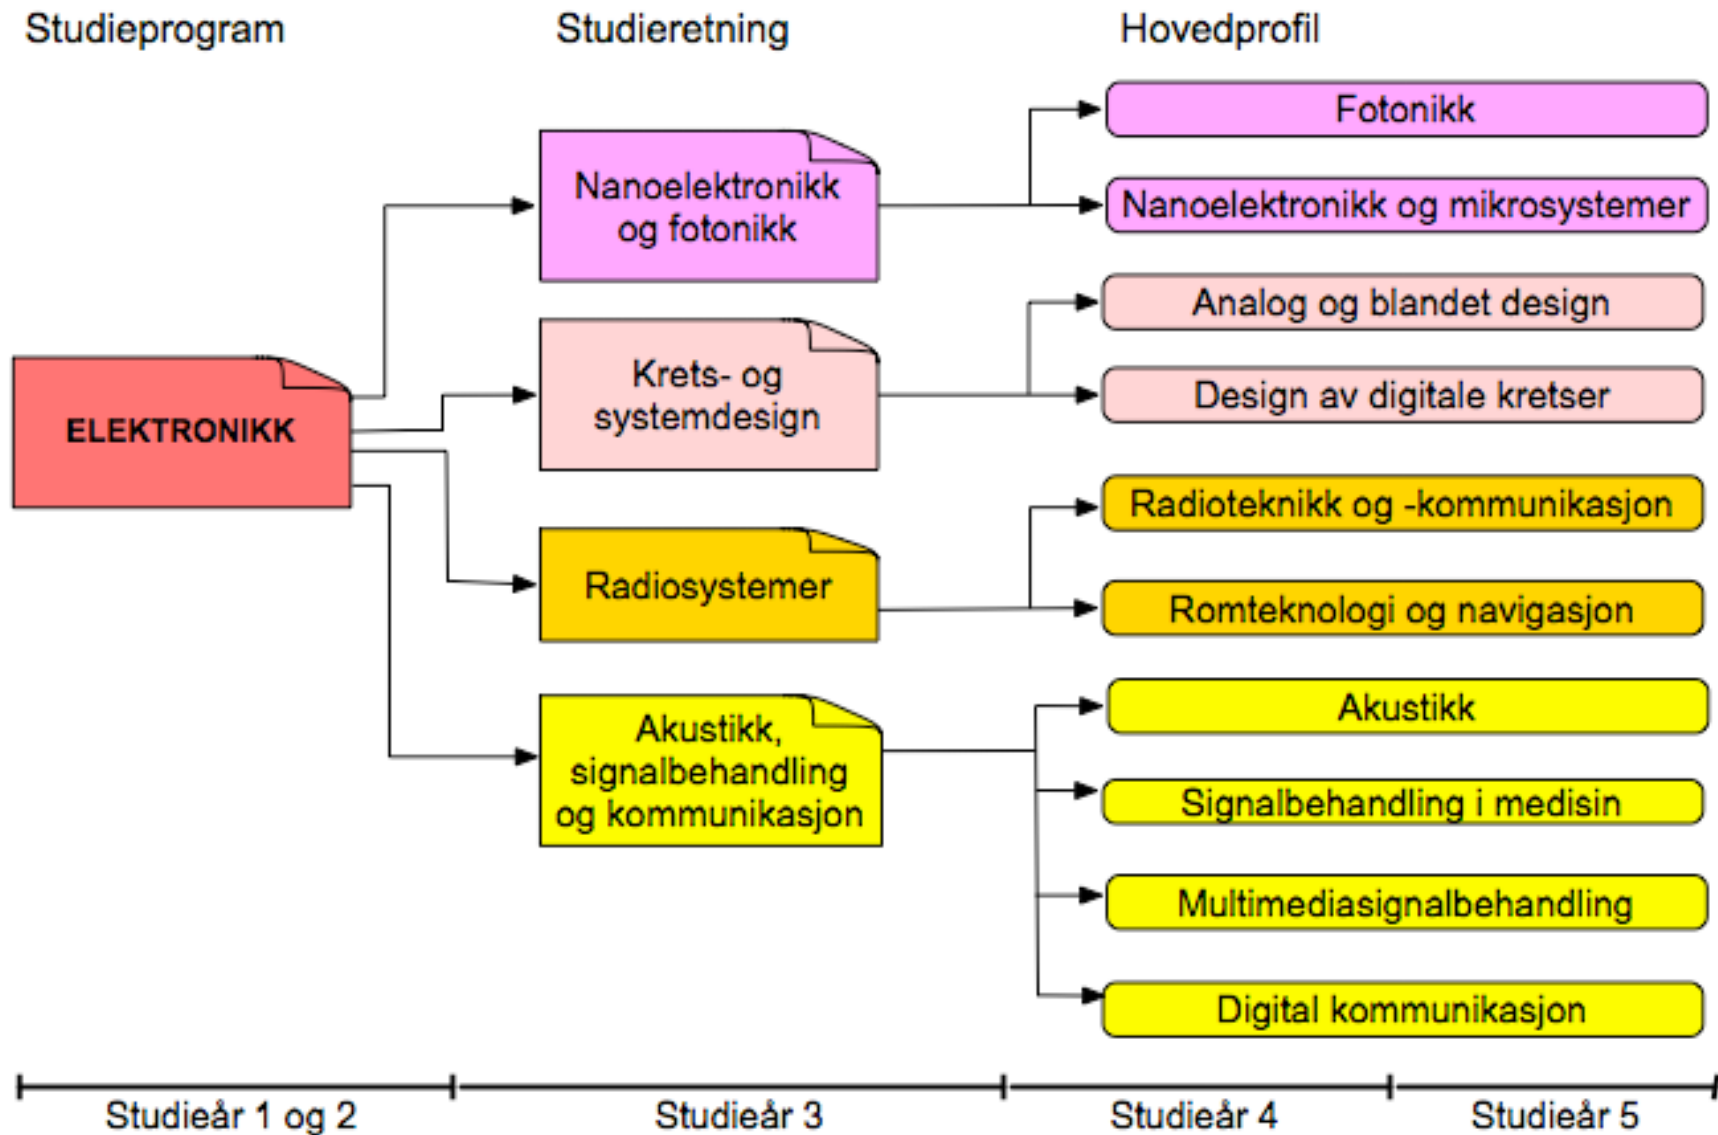 Studieprogram
Studieretning
Hovedprofil
ELEKTRONIKK
Nanoelektronikk
og fotonikk
Krets- og
systemdesign
Radiosystemer
Akustikk,
signalbehandling
og kommunikasjon
Fotonikk
Nanoelektronikk og mikrosystemer
Analog og blandet design
Design av digitale kretser
Radioteknikk og -kommunikasjon
Romteknologi og navigasjon
Akustikk
Signalbehandling i medisin
Multimediasignalbehandling
Digital kommunikasjon
Studieår 1 og 2
Studieår 3
Studieår 4
Studieår 5